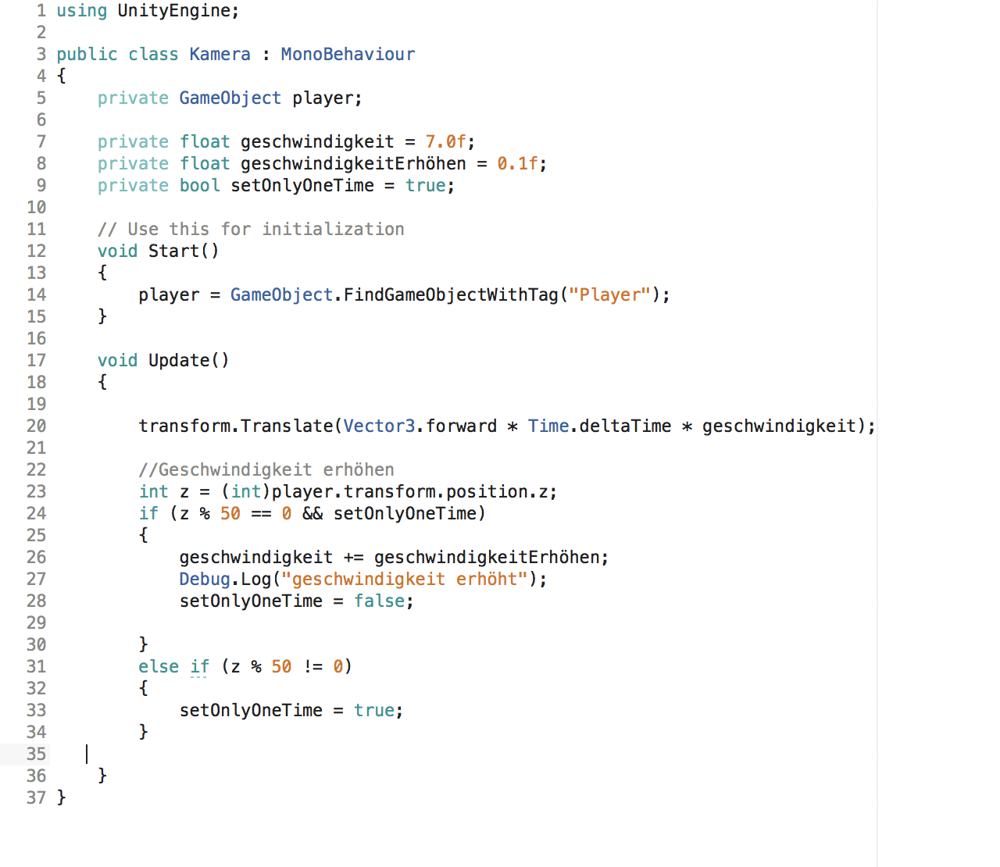 1 using UnityEngine;
2
3 public class Kamera : MonoBehaviour
4 {
5     private GameObject player;
6
7     private float geschwindigkeit = 7.0f;
8     private float geschwindigkeitErhöhen = 0.1f;
9     private bool setOnlyOneTime = true;
10
11     // Use this for initialization
12     void Start()
13     {
14         player = GameObject.FindGameObjectWithTag("Player");
15     }
16
17     void Update()
18     {
19
20         transform.Translate(Vector3.forward * Time.deltaTime * geschwindigkeit);
21
22         //Geschwindigkeit erhöhen
23         int z = (int)player.transform.position.z;
24         if (z % 50 == 0 && setOnlyOneTime)
25         {
26             geschwindigkeit += geschwindigkeitErhöhen;
27             Debug.Log("geschwindigkeit erhöht");
28             setOnlyOneTime = false;
29
30         }
31         else if (z % 50 != 0)
32         {
33             setOnlyOneTime = true;
34         }
35
36     }
37 }